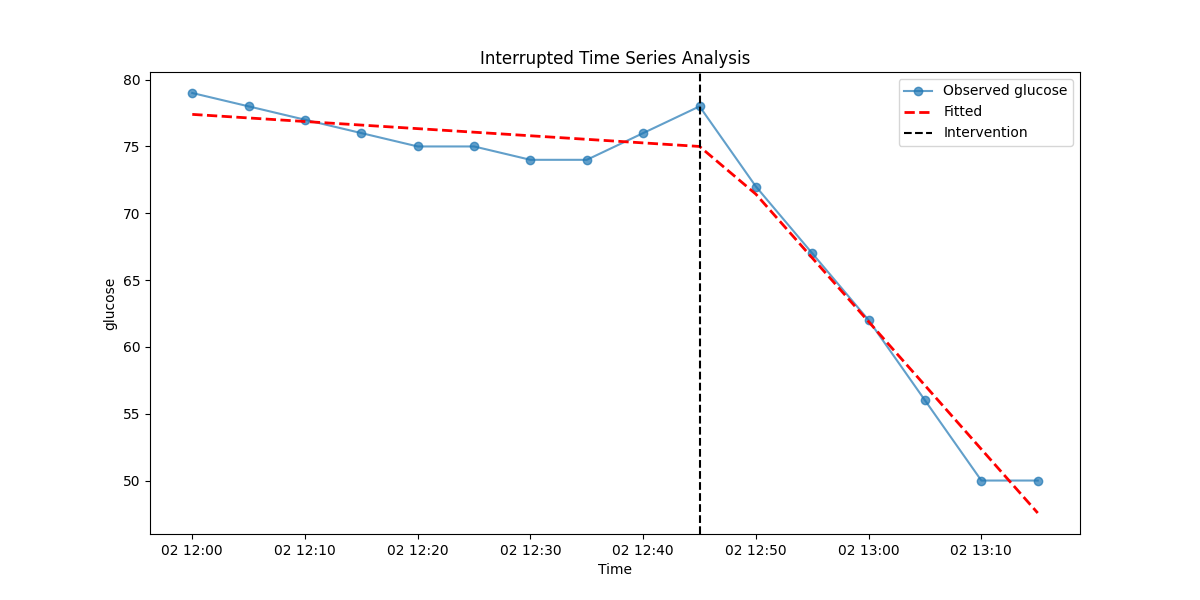 Interrupted Time Series Analysis
Observed glucose
Fitted
Intervention
glucose
80
75
70
65
60
55
50
02 12:00 02 12:10 02 12:20 02 12:30 02 12:40 02 12:50 02 13:00 02 13:10
Time